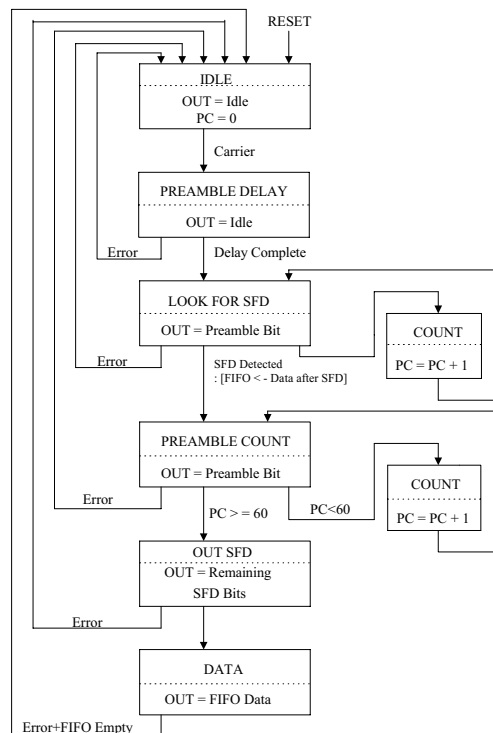 RESET
IDLE
OUT = Idle
PC = 0
Carrier
PREAMBLE DELAY
OUT = Idle
Error
Delay Complete
LOOK FOR SFD
OUT = Preamble Bit
COUNT
PC = PC + 1
Error
SFD Detected
: [FIFO < - Data after SFD]
PREAMBLE COUNT
OUT = Preamble Bit
COUNT
PC = PC + 1
Error
PC > = 60
PC<60
OUT SFD
OUT = Remaining
SFD Bits
Error
DATA
OUT = FIFO Data
Error+FIFO Empty